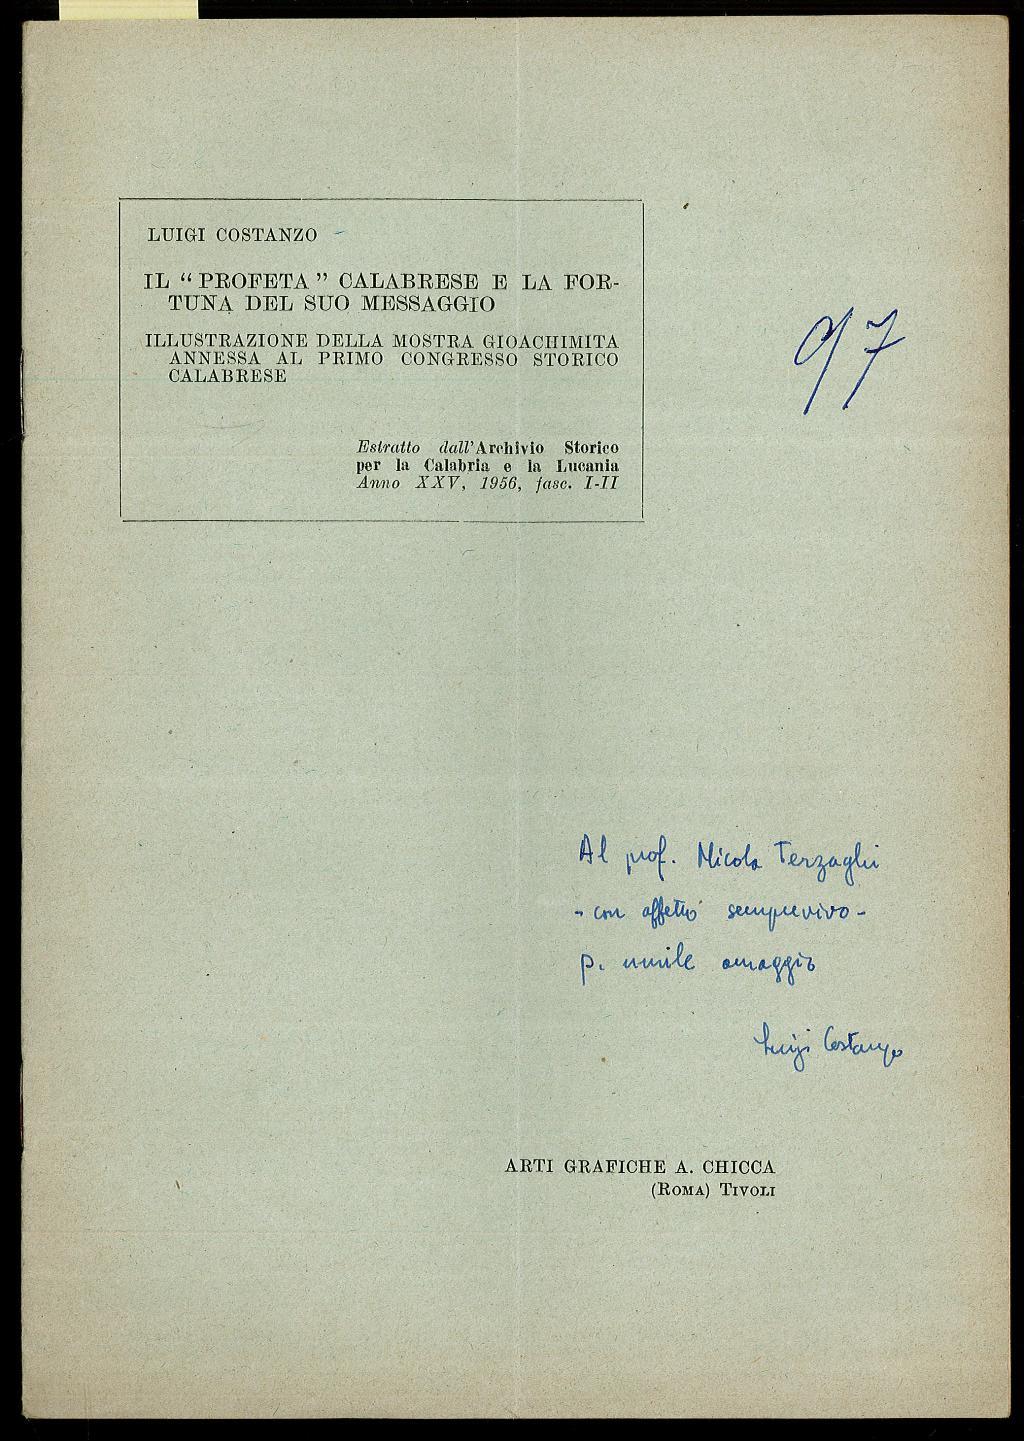 LUIGI COSTANZO
IL “PROFETA” CALABRESE E LA FOR-
TUNA DEL SUO MESSAGGIO
ILLUSTRAZIONE DELLA MOSTRA GIOACHIMITA
ANNESSA AL PRIMO CONGRESSO STORICO
CALABRESE
97
Estratto dall'Archivio Storico
per la Calabria e la Lucania
Anno XXV, 1956, fasc. I-II
Al prof. Nicola Terzaghi
- con affetto semprevivo -
p. umile omaggio
Luigi Costanzo
ARTI GRAFICHE A. CHICCA
(ROMA) TIVOLI